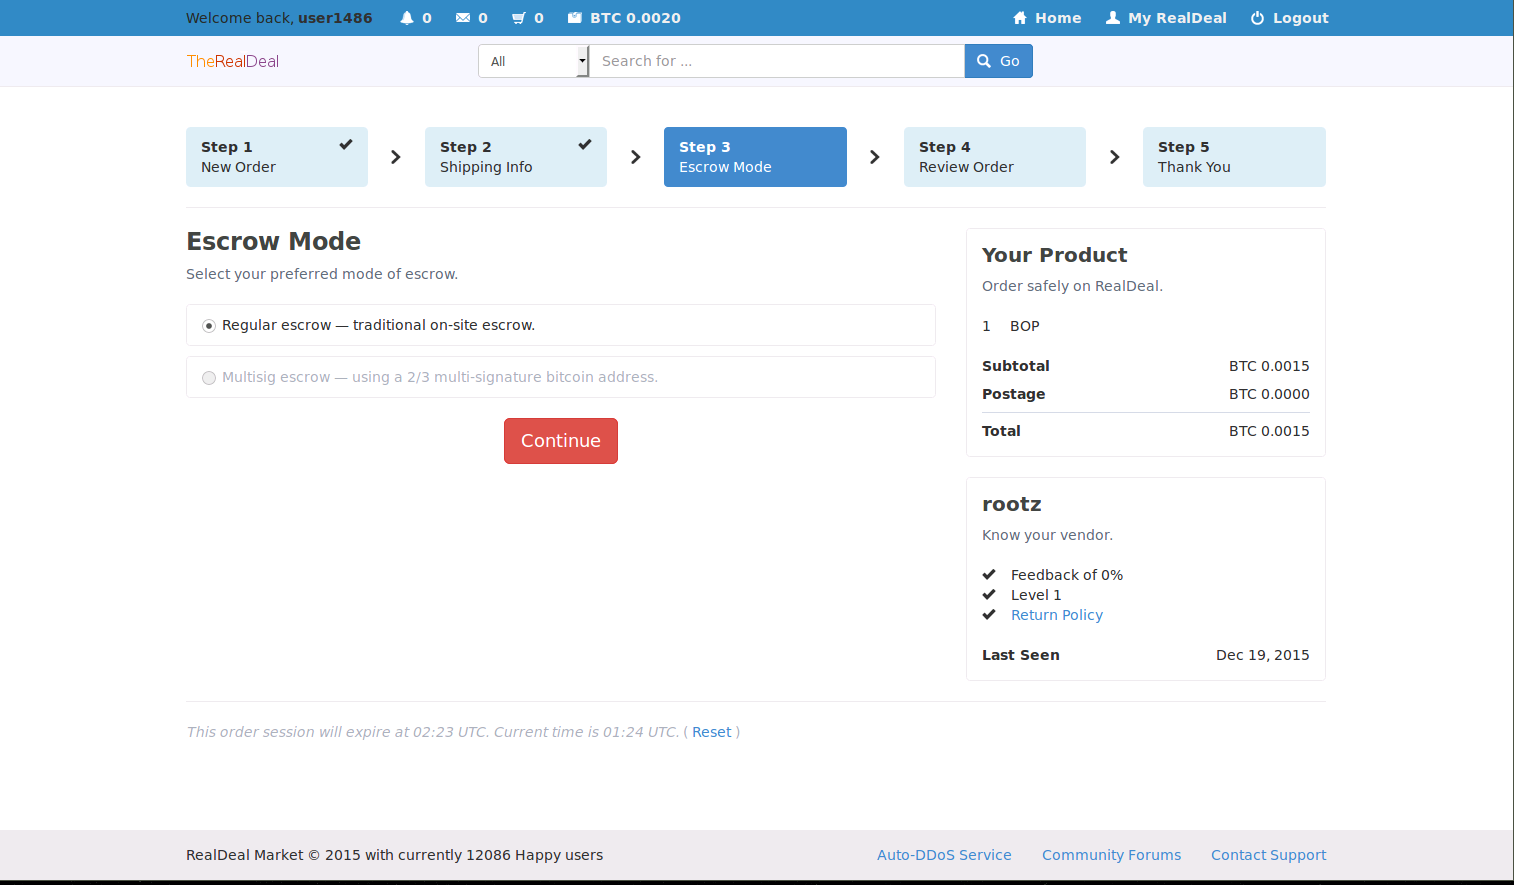 Welcome back, user1486 0 0 0 BTC 0.0020 Home My RealDeal Logout
TheRealDeal All Search for ... Go
Step 1 Step 2 Step 3 Step 4 Step 5
New Order Shipping Info Escrow Mode Review Order Thank You
Escrow Mode
Select your preferred mode of escrow.
Regular escrow — traditional on-site escrow.
Multisig escrow — using a 2/3 multi-signature bitcoin address.
Continue
Your Product
Order safely on RealDeal.
1 BOP
Subtotal BTC 0.0015
Postage BTC 0.0000
Total BTC 0.0015
rootz
Know your vendor.
Feedback of 0%
Level 1
Return Policy
Last Seen Dec 19, 2015
This order session will expire at 02:23 UTC. Current time is 01:24 UTC. ( Reset )
RealDeal Market © 2015 with currently 12086 Happy users Auto-DDoS Service Community Forums Contact Support